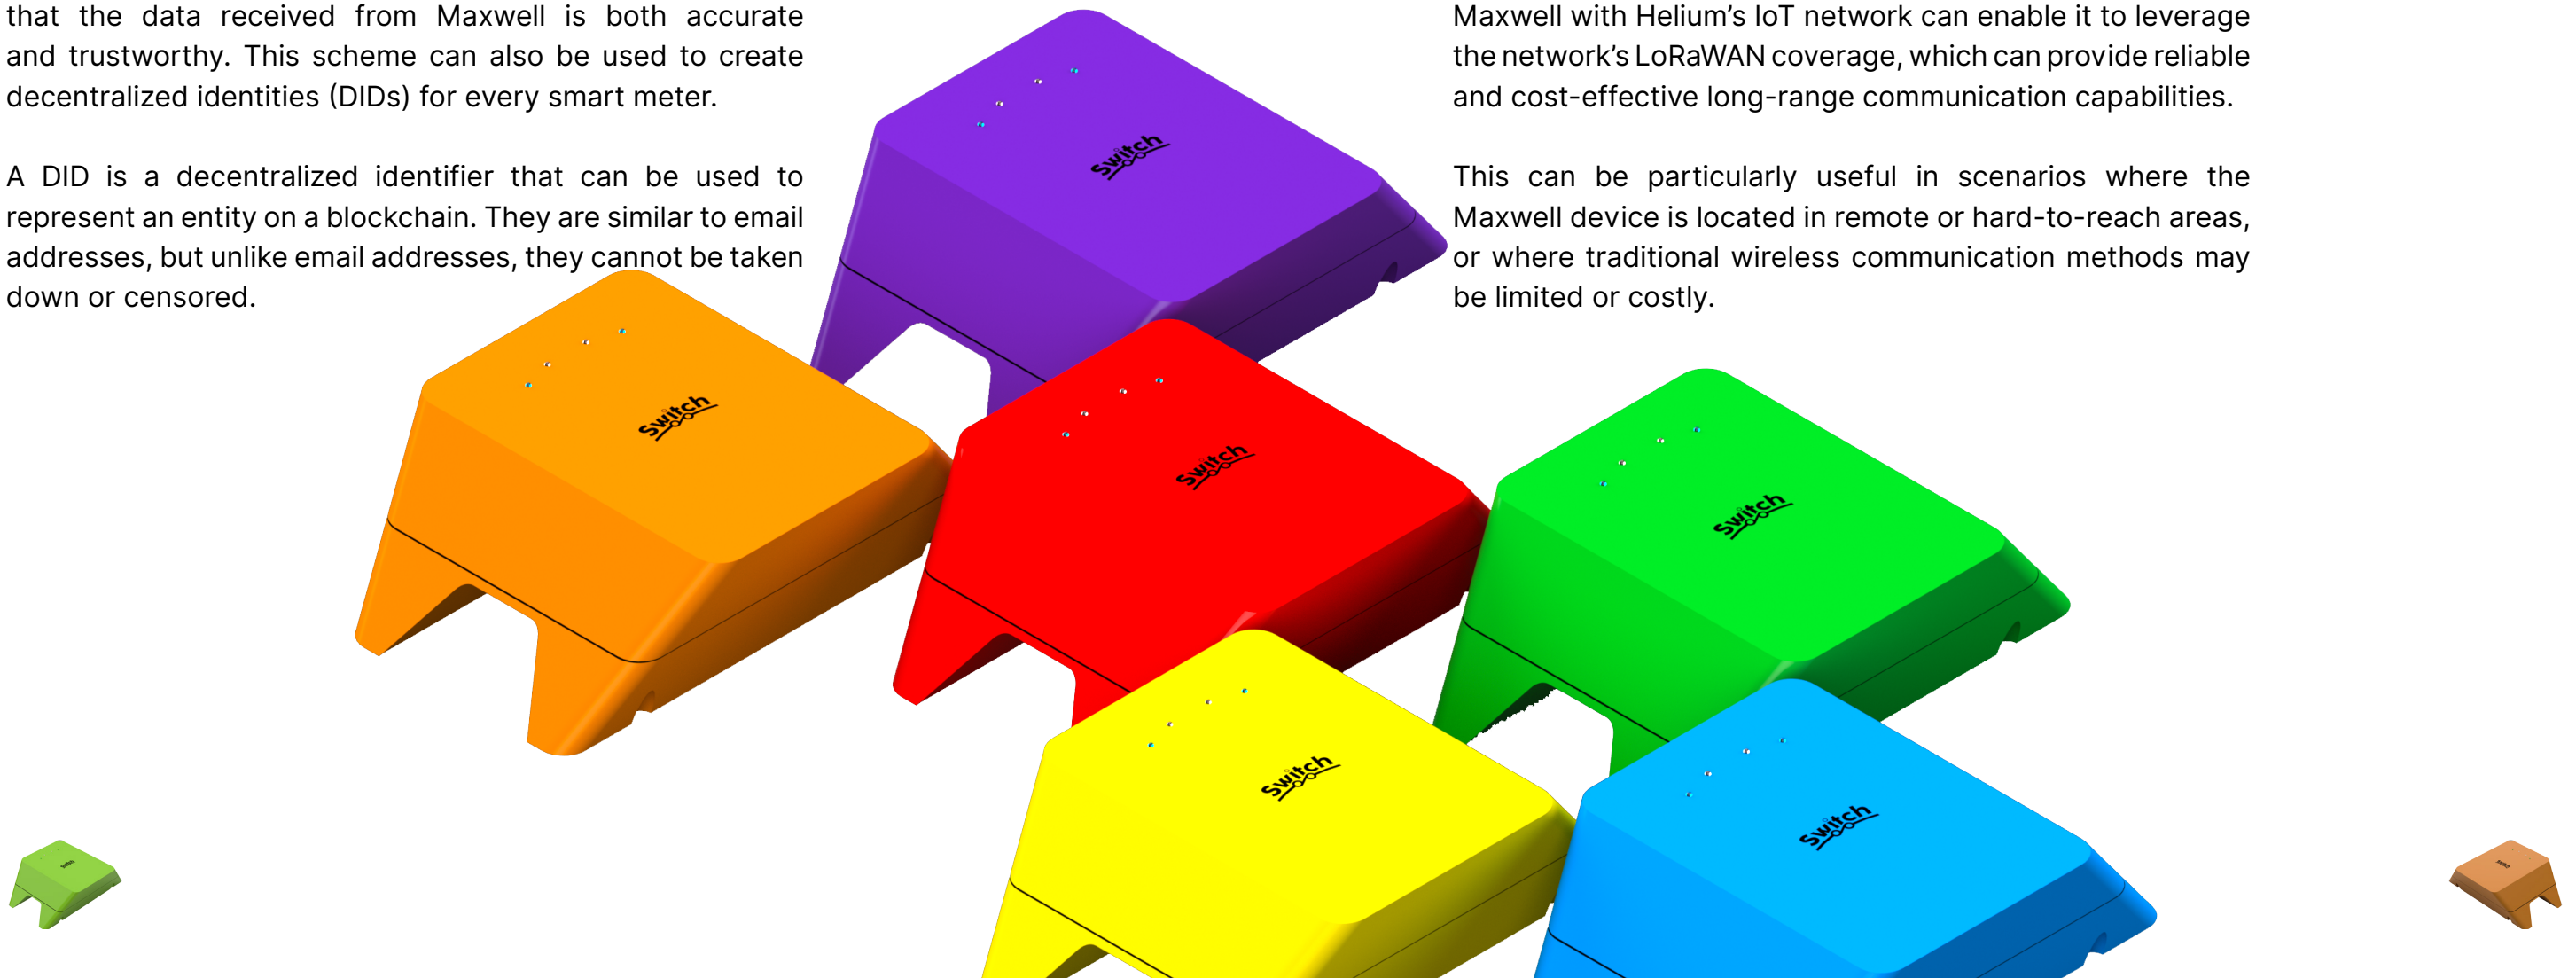 that the data received from Maxwell is both accurate
and trustworthy. This scheme can also be used to create
decentralized identities (DIDs) for every smart meter.
A DID is a decentralized identifier that can be used to
represent an entity on a blockchain. They are similar to email
addresses, but unlike email addresses, they cannot be taken
down or censored.
Maxwell with Helium’s IoT network can enable it to leverage
the network’s LoRaWAN coverage, which can provide reliable
and cost-effective long-range communication capabilities.
This can be particularly useful in scenarios where the
Maxwell device is located in remote or hard-to-reach areas,
or where traditional wireless communication methods may
be limited or costly.
Switch
Switch
Switch
Switch
Switch
Switch